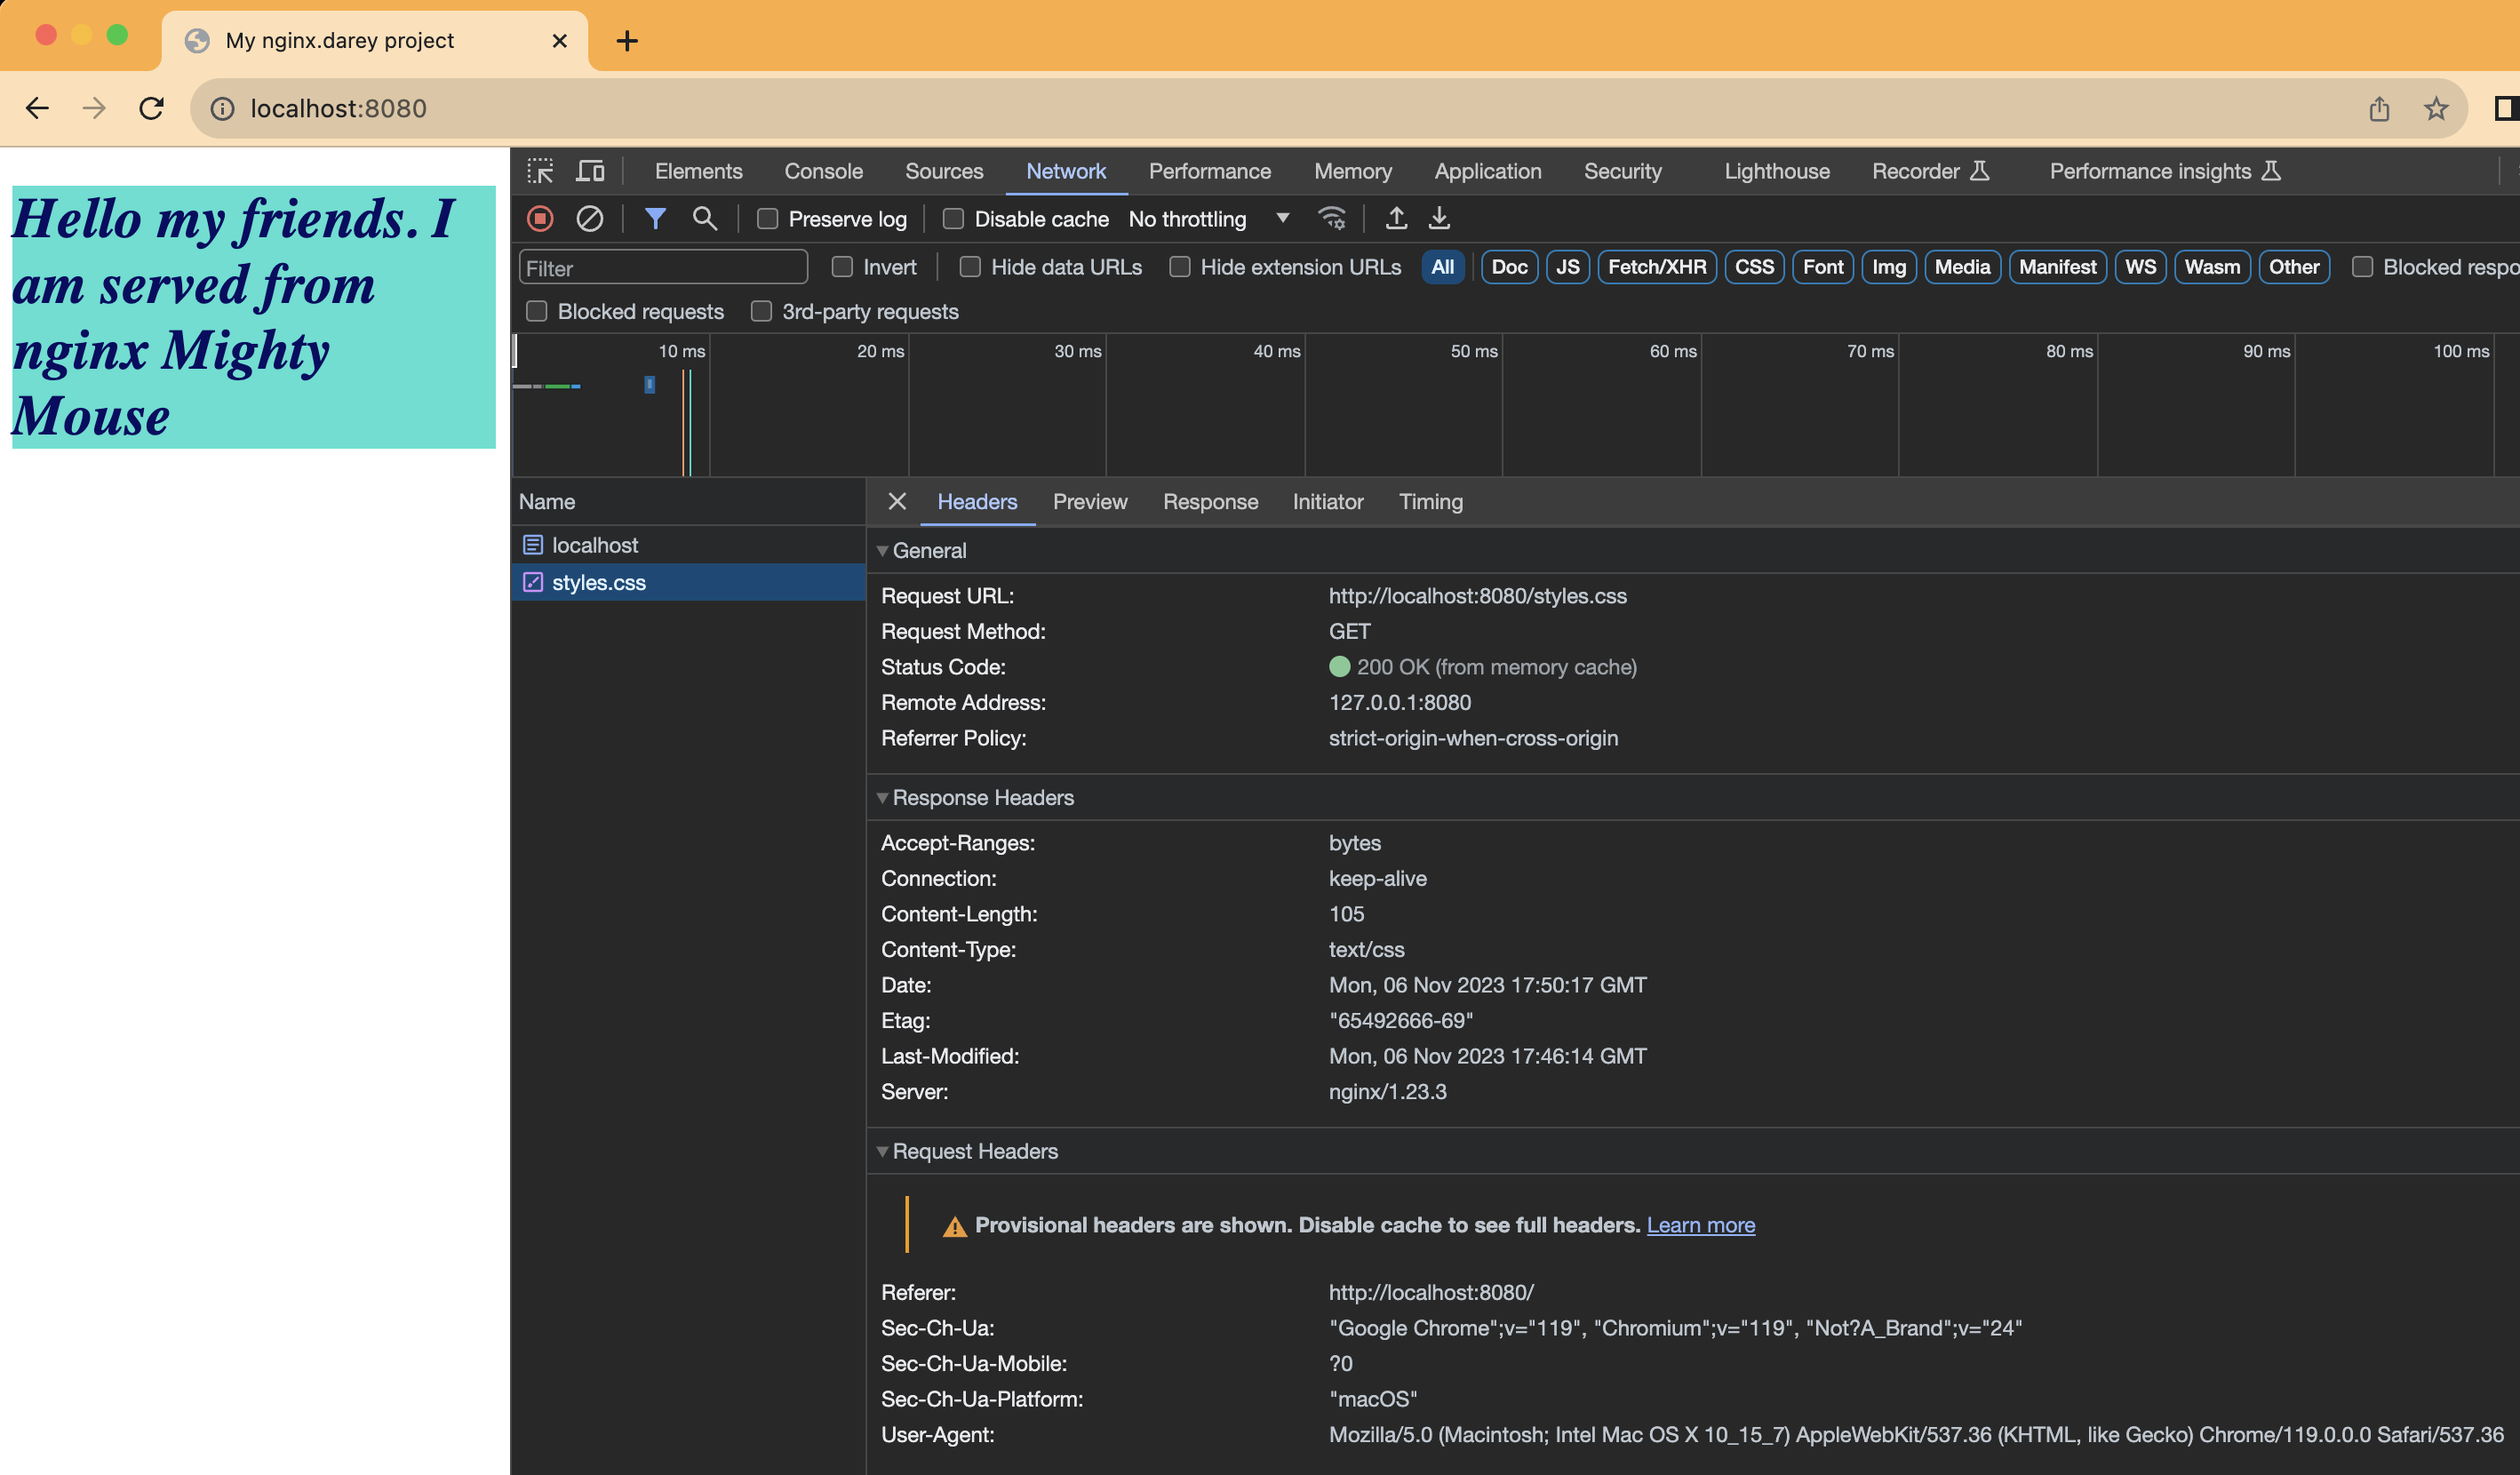 My nginx.darey project
localhost:8080
Hello my friends. I
am served from
nginx Mighty
Mouse
Elements Console Sources Network Performance Memory Application Security Lighthouse Recorder Performance insights
Preserve log Disable cache No throttling
Filter Invert Hide data URLs Hide extension URLs All Doc JS Fetch/XHR CSS Font Img Media Manifest WS Wasm Other Blocked respo
Blocked requests 3rd-party requests
10 ms 20 ms 30 ms 40 ms 50 ms 60 ms 70 ms 80 ms 90 ms 100 ms
Name
localhost
styles.css
Headers Preview Response Initiator Timing
General
Request URL: http://localhost:8080/styles.css
Request Method: GET
Status Code: 200 OK (from memory cache)
Remote Address: 127.0.0.1:8080
Referrer Policy: strict-origin-when-cross-origin
Response Headers
Accept-Ranges: bytes
Connection: keep-alive
Content-Length: 105
Content-Type: text/css
Date: Mon, 06 Nov 2023 17:50:17 GMT
Etag: "65492666-69"
Last-Modified: Mon, 06 Nov 2023 17:46:14 GMT
Server: nginx/1.23.3
Request Headers
Provisional headers are shown. Disable cache to see full headers. Learn more
Referer: http://localhost:8080/
Sec-Ch-Ua: "Google Chrome";v="119", "Chromium";v="119", "Not?A_Brand";v="24"
Sec-Ch-Ua-Mobile: ?0
Sec-Ch-Ua-Platform: "macOS"
User-Agent: Mozilla/5.0 (Macintosh; Intel Mac OS X 10_15_7) AppleWebKit/537.36 (KHTML, like Gecko) Chrome/119.0.0.0 Safari/537.36